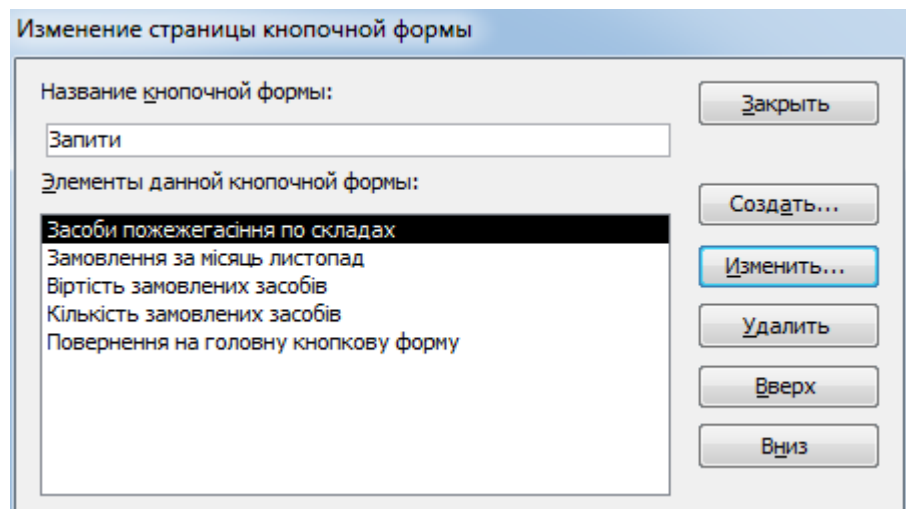 Изменение страницы кнопочной формы
Название кнопочной формы:
Закрыть
Запити
Элементы данной кнопочной формы:
Создать...
Засоби пожежегасіння по складах
Замовлення за місяць листопад
Изменить...
Віртість замовлених засобів
Кількість замовлених засобів
Удалить
Повернення на головну кнопкову форму
Вверх
Вниз